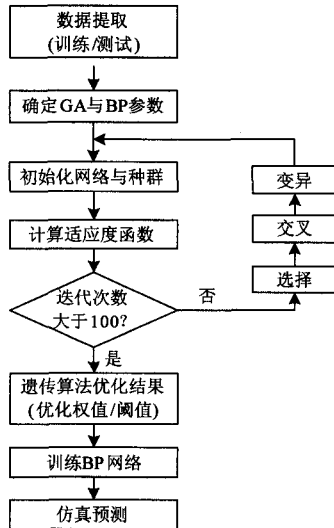 数据提取
(训练/测试)
确定GA与BP参数
初始化网络与种群
变异
计算适应度函数
交叉
选择
迭代次数
大于100?
否
是
遗传算法优化结果
(优化权值/阈值)
训练BP网络
仿真预测